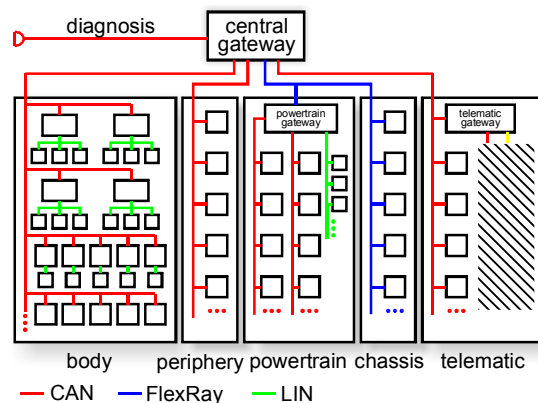 diagnosis
central
gateway
powertrain
gateway
telematic
gateway
body
periphery
powertrain
chassis
telematic
CAN
FlexRay
LIN